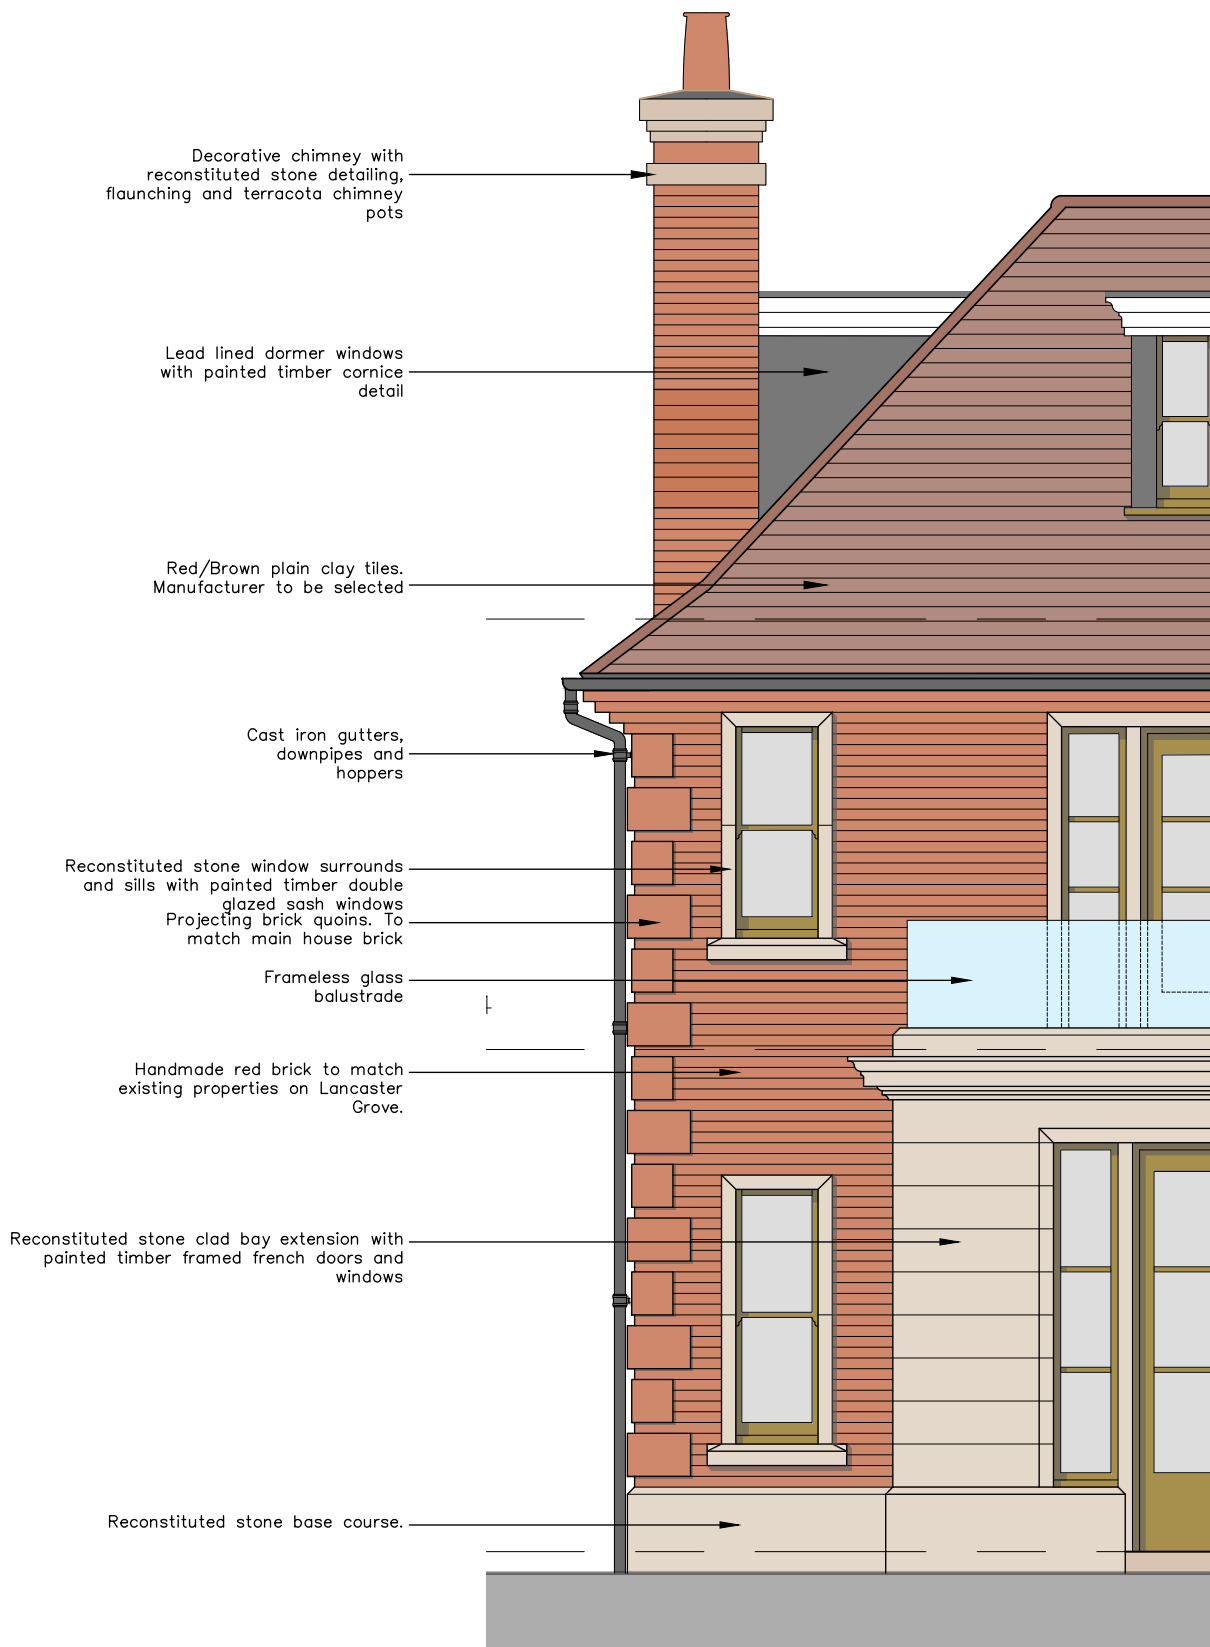 Decorative chimney with
reconstituted stone detailing,
flaunching and terracota chimney
pots
Lead lined dormer windows
with painted timber cornice
detail
Red/Brown plain clay tiles.
Manufacturer to be selected
Cast iron gutters,
downpipes and
hoppers
Reconstituted stone window surrounds
and sills with painted timber double
glazed sash windows
Projecting brick quoins. To
match main house brick
Frameless glass
balustrade
Handmade red brick to match
existing properties on Lancaster
Grove.
Reconstituted stone clad bay extension with
painted timber framed french doors and
windows
Reconstituted stone base course.